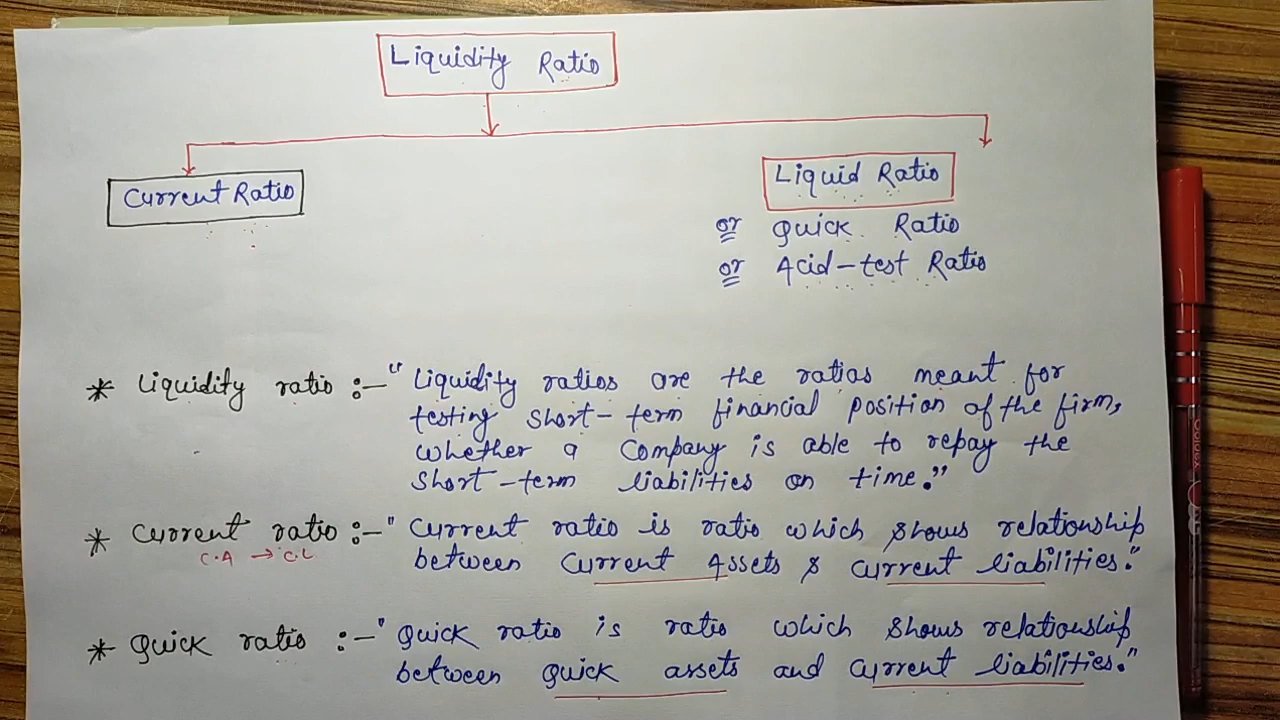 Liquidity Ratio
Current Ratio
Liquid Ratio
or Quick Ratio
or Acid-test Ratio
* Liquidity ratio :- "Liquidity ratios are the ratias meant for
testing short-term financial position of the firm,
whether a Company is able to repay the
short-term liabilities on time."
* Current ratio :- "Current ratio is ratio which shows relationship
C.A → C.L
between Current Assets & Current liabilities."
* Quick ratio :- "Quick ratio is ratio which shows relationship
between Quick assets and Current liabilities."